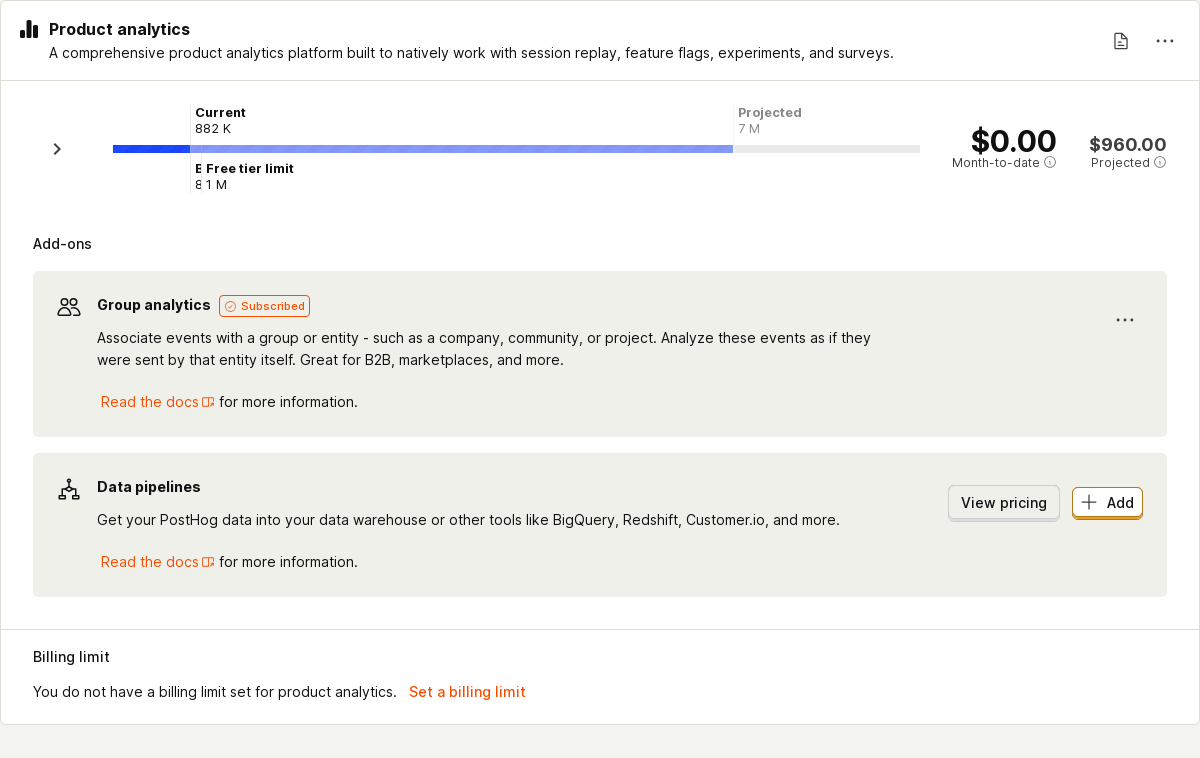 Product analytics
A comprehensive product analytics platform built to natively work with session replay, feature flags, experiments, and surveys.
Current
882 K
Projected
7 M
Free tier limit
1 M
$0.00
Month-to-date
$960.00
Projected
Add-ons
Group analytics Subscribed
Associate events with a group or entity - such as a company, community, or project. Analyze these events as if they
were sent by that entity itself. Great for B2B, marketplaces, and more.
Read the docs for more information.
Data pipelines
Get your PostHog data into your data warehouse or other tools like BigQuery, Redshift, Customer.io, and more.
View pricing
Add
Read the docs for more information.
Billing limit
You do not have a billing limit set for product analytics. Set a billing limit